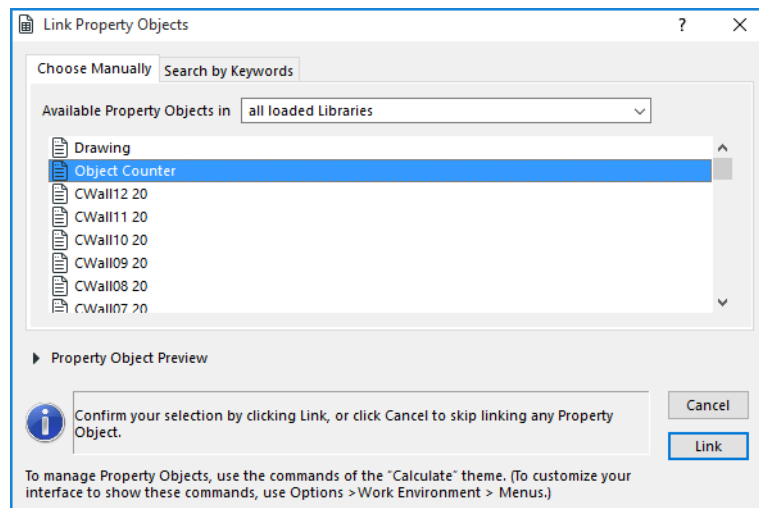 Link Property Objects
?
Choose Manually
Search by Keywords
Available Property Objects in
all loaded Libraries
Drawing
Object Counter
CWall12 20
CWall11 20
CWall10 20
CWall09 20
CWall08 20
CWall07 20
Property Object Preview
Confirm your selection by clicking Link, or click Cancel to skip linking any Property
Object.
Cancel
Link
To manage Property Objects, use the commands of the “Calculate” theme. (To customize your
interface to show these commands, use Options >Work Environment > Menus.)